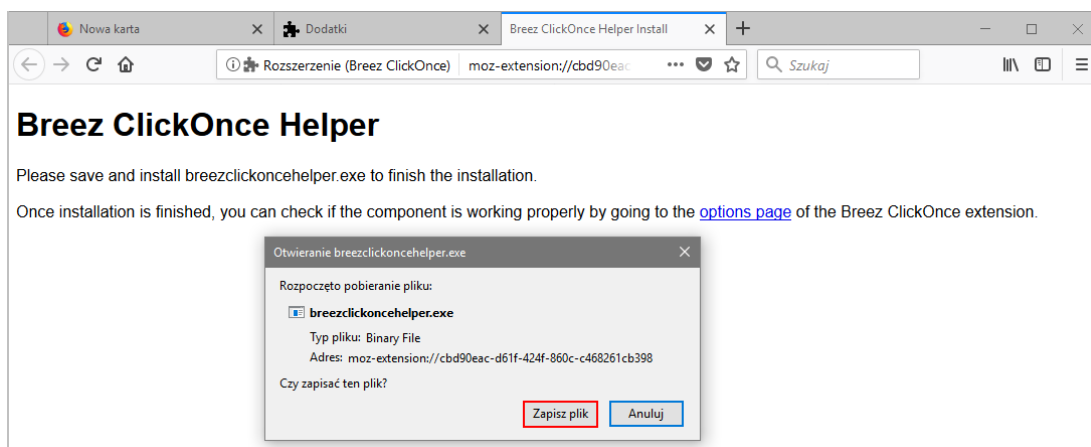 Nowa karta
Dodatki
Breez ClickOnce Helper Install
Rozszerzenie (Breez ClickOnce)
moz-extension://cbd90eac
Szukaj
Breez ClickOnce Helper
Please save and install breezclickoncehelper.exe to finish the installation.
Once installation is finished, you can check if the component is working properly by going to the options page of the Breez ClickOnce extension.
Otwieranie breezclickoncehelper.exe
Rozpoczęto pobieranie pliku:
breezclickoncehelper.exe
Typ pliku: Binary File
Adres: moz-extension://cbd90eac-d61f-424f-860c-c468261cb398
Czy zapisać ten plik?
Zapisz plik
Anuluj